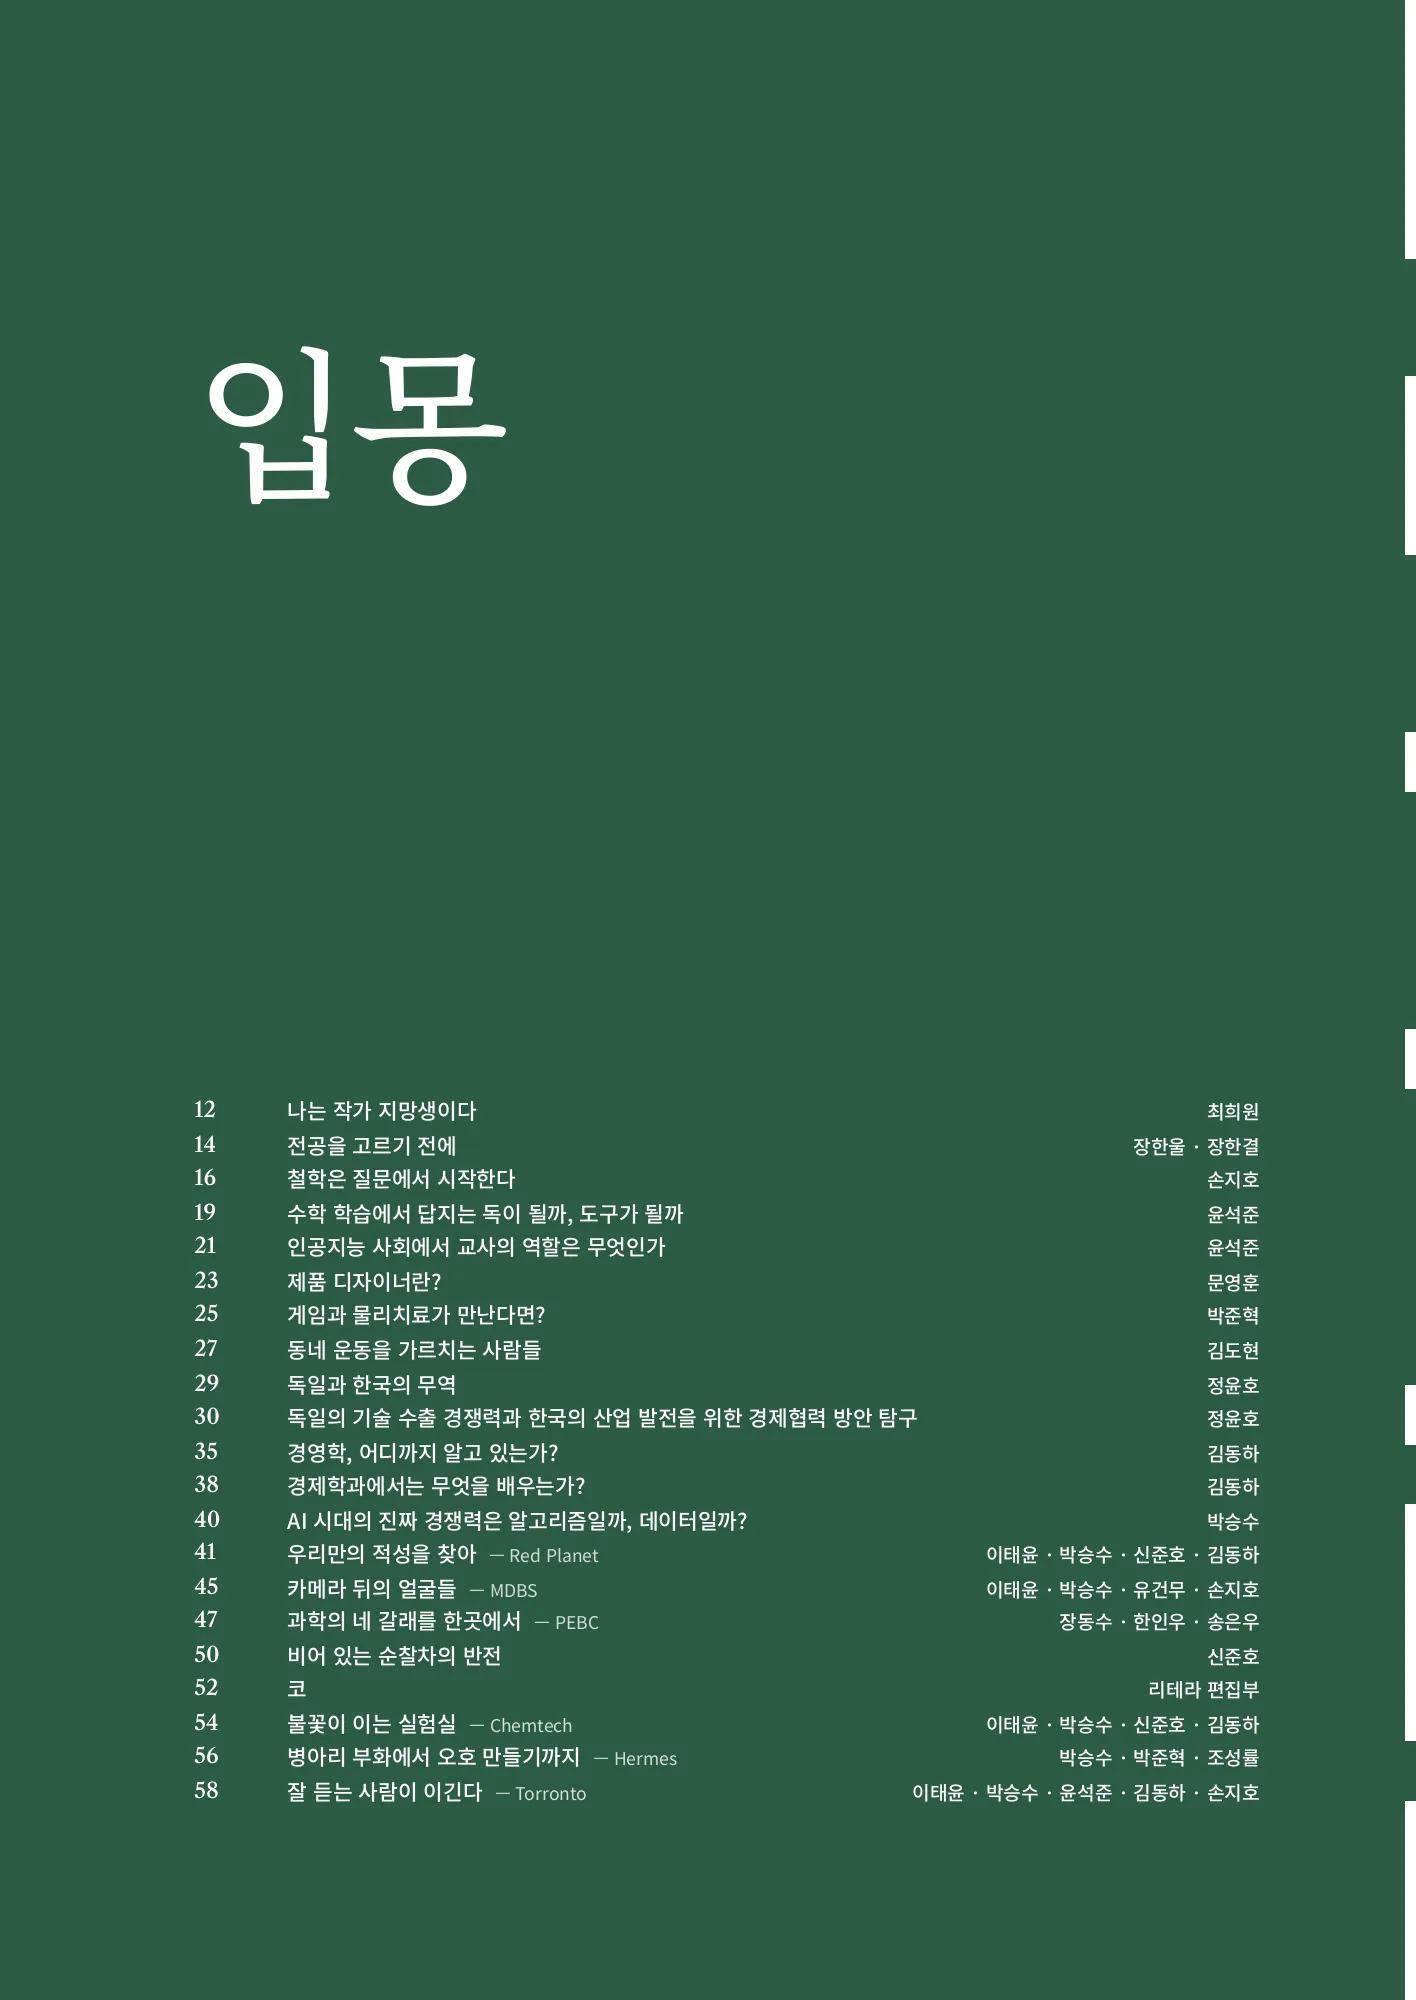 입몽
12 나는 작가 지망생이다 최희원
14 전공을 고르기 전에 장한울 · 장한결
16 철학은 질문에서 시작한다 손지호
19 수학 학습에서 답지는 독이 될까, 도구가 될까 윤석준
21 인공지능 사회에서 교사의 역할은 무엇인가 윤석준
23 제품 디자이너란? 문영훈
25 게임과 물리치료가 만난다면? 박준혁
27 동네 운동을 가르치는 사람들 김도현
29 독일과 한국의 무역 정윤호
30 독일의 기술 수출 경쟁력과 한국의 산업 발전을 위한 경제협력 방안 탐구 정윤호
35 경영학, 어디까지 알고 있는가? 김동하
38 경제학과에서는 무엇을 배우는가? 김동하
40 AI 시대의 진짜 경쟁력은 알고리즘일까, 데이터일까? 박승수
41 우리만의 적성을 찾아 — Red Planet 이태윤 · 박승수 · 신준호 · 김동하
45 카메라 뒤의 얼굴들 — MDBS 이태윤 · 박승수 · 유건무 · 손지호
47 과학의 네 갈래를 한곳에서 — PEBC 장동수 · 한인우 · 송은우
50 비어 있는 순찰차의 반전 신준호
52 코 리테라 편집부
54 불꽃이 이는 실험실 — Chemtech 이태윤 · 박승수 · 신준호 · 김동하
56 병아리 부화에서 오호 만들기까지 — Hermes 박승수 · 박준혁 · 조성률
58 잘 듣는 사람이 이긴다 — Torronto 이태윤 · 박승수 · 윤석준 · 김동하 · 손지호